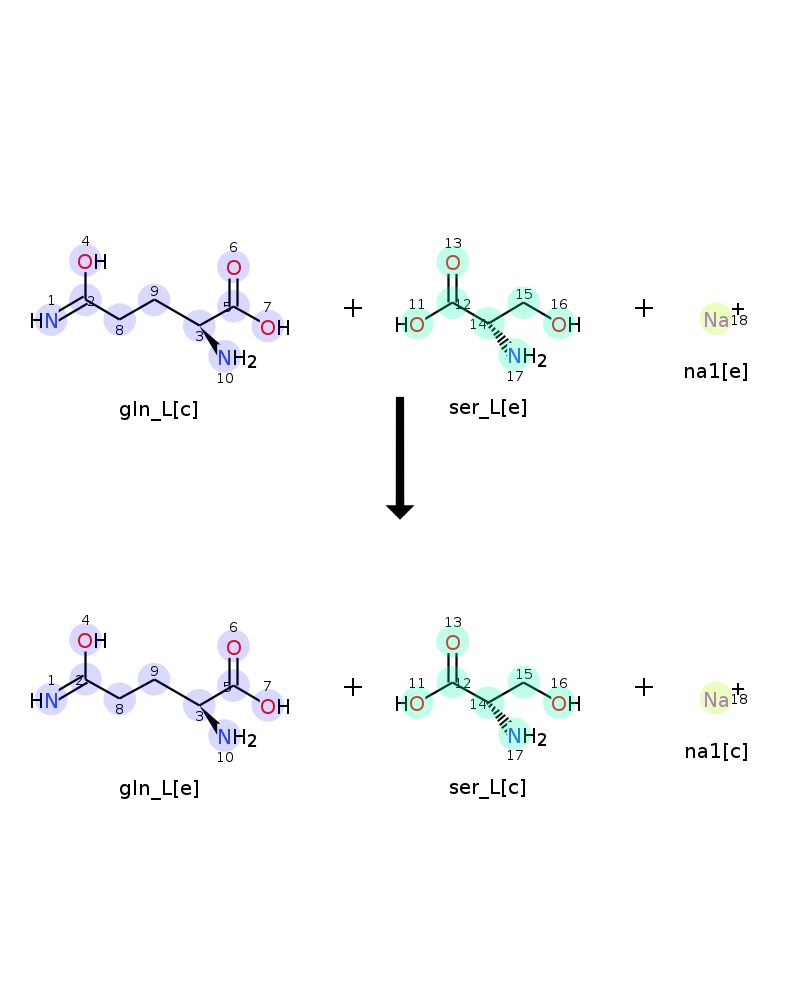 4 OH 1 HN 2 8 9 3 5 6 O 7 OH NH2 10
+
13 O 11 HO 12 14 15 16 OH NH2 17
+
Na+ 18
gln_L[c]
ser_L[e]
na1[e]
4 OH 1 HN 2 8 9 3 5 6 O 7 OH NH2 10
+
13 O 11 HO 12 14 15 16 OH NH2 17
+
Na+ 18
gln_L[e]
ser_L[c]
na1[c]